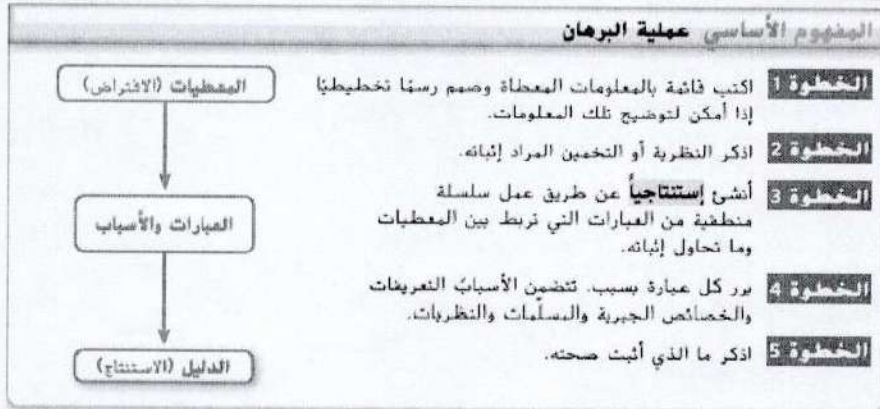 المفهوم الأساسي عملية البرهان
الخطوة 1 اكتب قائمة بالمعلومات المعطاة وصمم رسمًا تخطيطيًا
إذا أمكن لتوضيح تلك المعلومات.
الخطوة 2 اذكر النظرية أو التخمين المراد إثباته.
الخطوة 3 أنشئ إستنتاجياً عن طريق عمل سلسلة
منطقية من العبارات التي تربط بين المعطيات
وما تحاول إثباته.
الخطوة 4 برر كل عبارة بسبب. تتضمن الأسبابُ التعريفات
والخصائص الجبرية والمسلّمات والنظريات.
الخطوة 5 اذكر ما الذي أثبت صحته.
المعطيات (الافتراض)
العبارات والأسباب
الدليل (الاستنتاج)